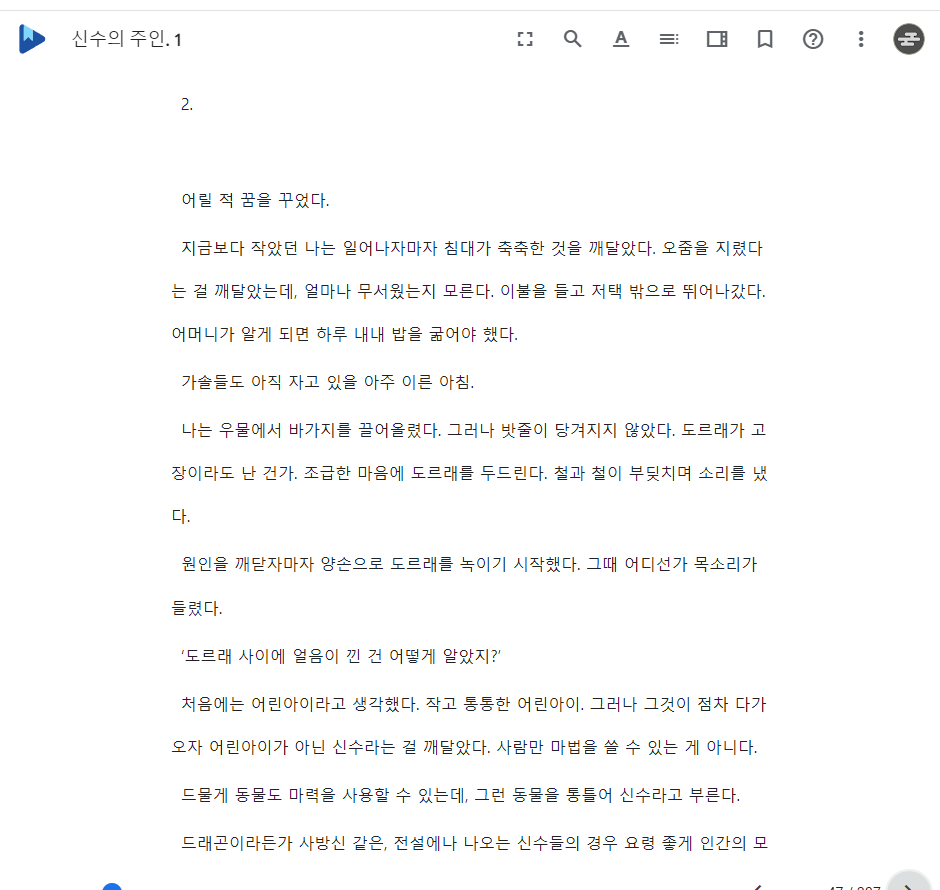 신수의 주인. 1
2.
어릴 적 꿈을 꾸었다.
지금보다 작았던 나는 일어나자마자 침대가 축축한 것을 깨달았다. 오줌을 지렸다
는 걸 깨달았는데, 얼마나 무서웠는지 모른다. 이불을 들고 저택 밖으로 뛰어나갔다.
어머니가 알게 되면 하루 내내 밥을 굶어야 했다.
가솔들도 아직 자고 있을 아주 이른 아침.
나는 우물에서 바가지를 끌어올렸다. 그러나 밧줄이 당겨지지 않았다. 도르래가 고
장이라도 난 건가. 조급한 마음에 도르래를 두드린다. 철과 철이 부딪치며 소리를 냈
다.
원인을 깨닫자마자 양손으로 도르래를 녹이기 시작했다. 그때 어디선가 목소리가
들렸다.
‘도르래 사이에 얼음이 낀 건 어떻게 알았지?’
처음에는 어린아이라고 생각했다. 작고 통통한 어린아이. 그러나 그것이 점차 다가
오자 어린아이가 아닌 신수라는 걸 깨달았다. 사람만 마법을 쓸 수 있는 게 아니다.
드물게 동물도 마력을 사용할 수 있는데, 그런 동물을 통틀어 신수라고 부른다.
드래곤이라든가 사방신 같은, 전설에나 나오는 신수들의 경우 요령 좋게 인간의 모